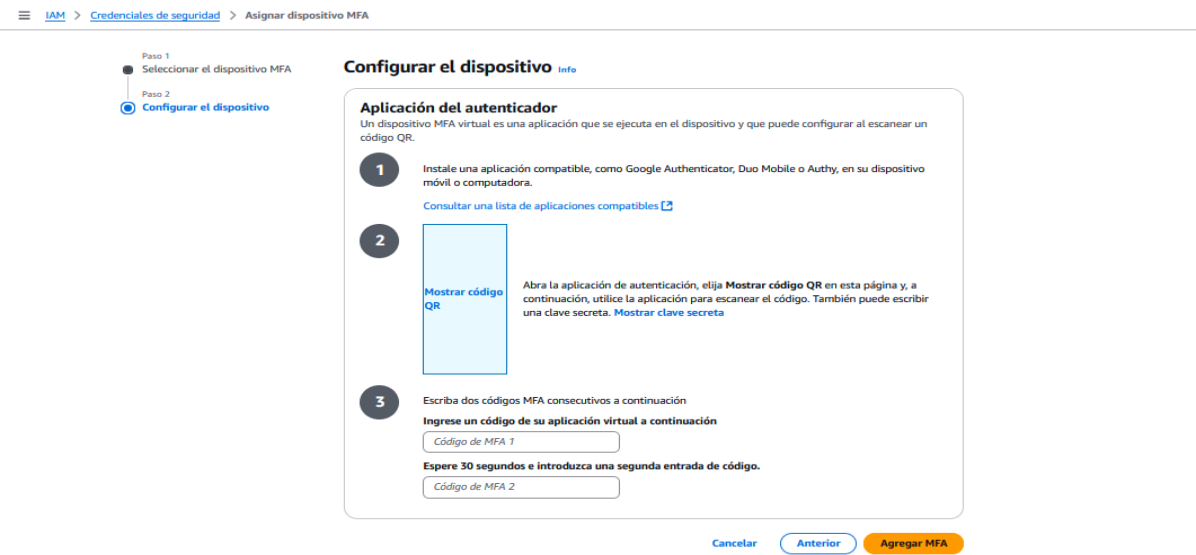 IAM > Credenciales de seguridad > Asignar dispositivo MFA
Paso 1
Seleccionar el dispositivo MFA
Paso 2
Configurar el dispositivo
Configurar el dispositivo Info
Aplicación del autenticador
Un dispositivo MFA virtual es una aplicación que se ejecuta en el dispositivo y que puede configurar al escanear un
código QR.
1
Instale una aplicación compatible, como Google Authenticator, Duo Mobile o Authy, en su dispositivo
móvil o computadora.
Consultar una lista de aplicaciones compatibles
2
Mostrar código
QR
Abra la aplicación de autenticación, elija Mostrar código QR en esta página y, a
continuación, utilice la aplicación para escanear el código. También puede escribir
una clave secreta. Mostrar clave secreta
3
Escriba dos códigos MFA consecutivos a continuación
Ingrese un código de su aplicación virtual a continuación
Código de MFA 1
Espere 30 segundos e introduzca una segunda entrada de código.
Código de MFA 2
Cancelar
Anterior
Agregar MFA